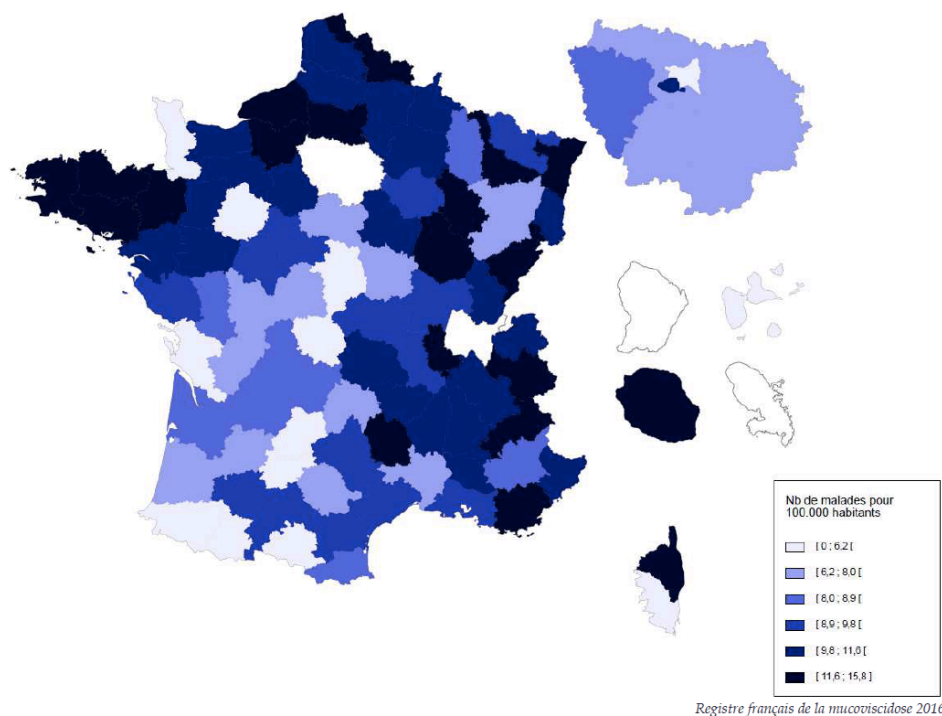 Nb de malades pour
100.000 habitants
[ 0 ; 6,2 [
[ 6,2 ; 8,0 [
[ 8,0 ; 8,9 [
[ 8,9 ; 9,8 [
[ 9,8 ; 11,6 [
[ 11,6 ; 15,8 ]
Registre français de la mucoviscidose 2016